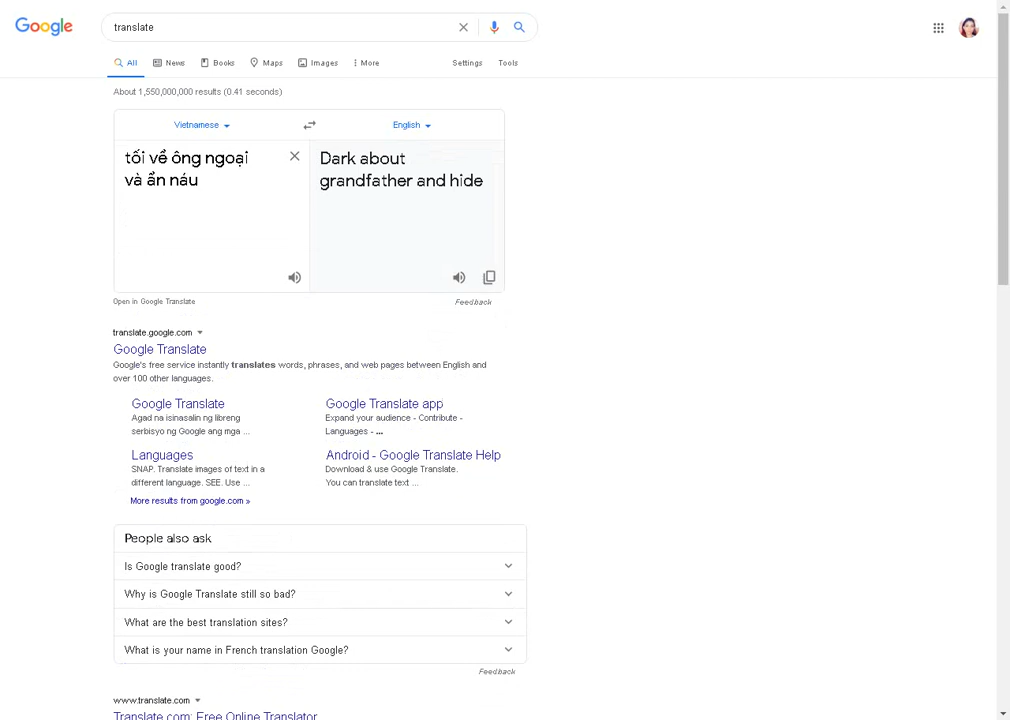 Google
translate
All News Books Maps Images More Settings Tools
About 1,550,000,000 results (0.41 seconds)
Vietnamese English
tối về ông ngoại
và ẩn náu
Dark about
grandfather and hide
Open in Google Translate
Feedback
translate.google.com
Google Translate
Google's free service instantly translates words, phrases, and web pages between English and
over 100 other languages.
Google Translate
Agad na isinasalin ng libreng
serbisyo ng Google ang mga ...
Google Translate app
Expand your audience - Contribute -
Languages - ...
Languages
SNAP. Translate images of text in a
different language. SEE. Use ...
Android - Google Translate Help
Download & use Google Translate.
You can translate text ...
More results from google.com »
People also ask
Is Google translate good?
Why is Google Translate still so bad?
What are the best translation sites?
What is your name in French translation Google?
Feedback
www.translate.com
Translate.com: Free Online Translator